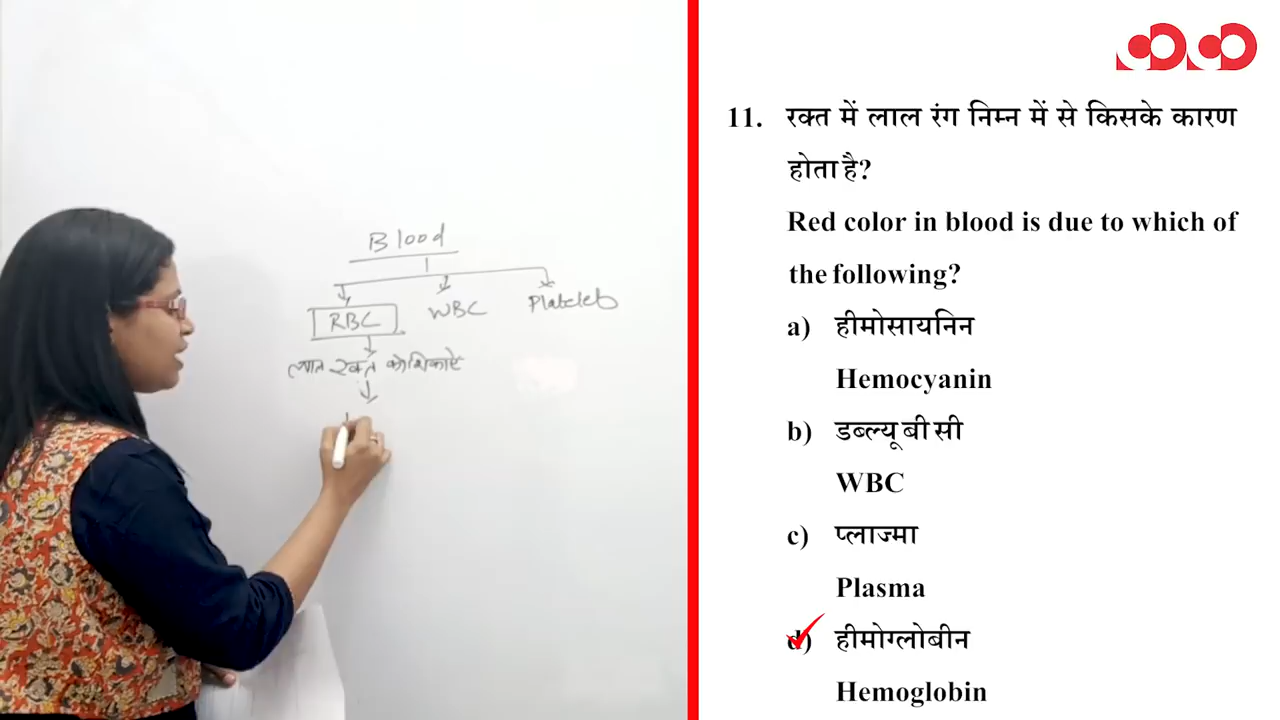 Blood
RBC WBC Platelets
लाल रक्त कोशिकाऐं
11. रक्त में लाल रंग निम्न में से किसके कारण
होता है?
Red color in blood is due to which of
the following?
a) हीमोसायनिन
Hemocyanin
b) डब्ल्यू बी सी
WBC
c) प्लाज्मा
Plasma
d) हीमोग्लोबीन
Hemoglobin